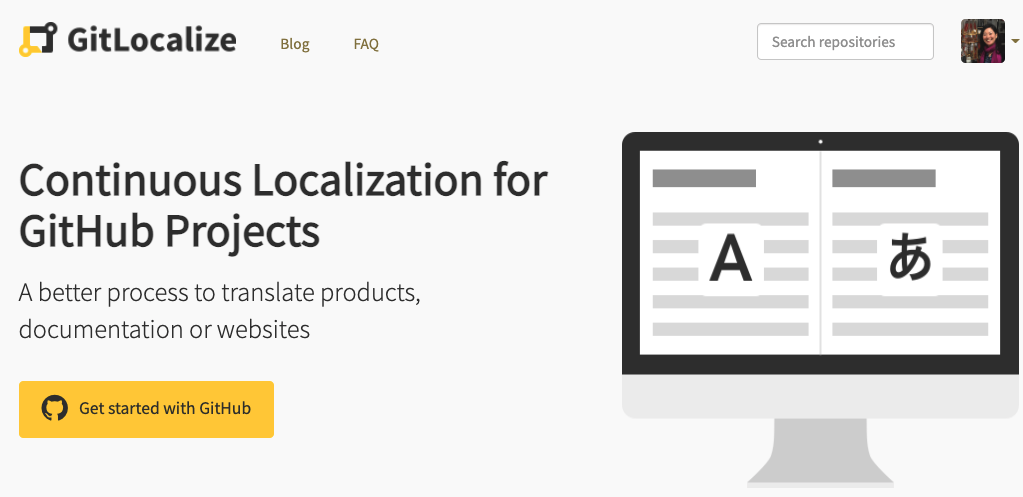 GitLocalize
Blog
FAQ
Search repositories
Continuous Localization for
GitHub Projects
A better process to translate products,
documentation or websites
Get started with GitHub
A
あ